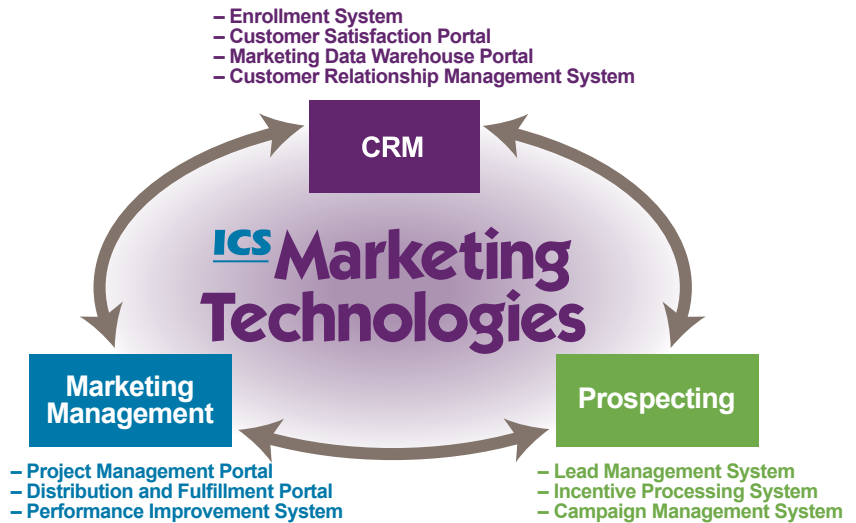 – Enrollment System
– Customer Satisfaction Portal
– Marketing Data Warehouse Portal
– Customer Relationship Management System
CRM
ICS Marketing
Technologies
Marketing
Management
– Project Management Portal
– Distribution and Fulfillment Portal
– Performance Improvement System
Prospecting
– Lead Management System
– Incentive Processing System
– Campaign Management System